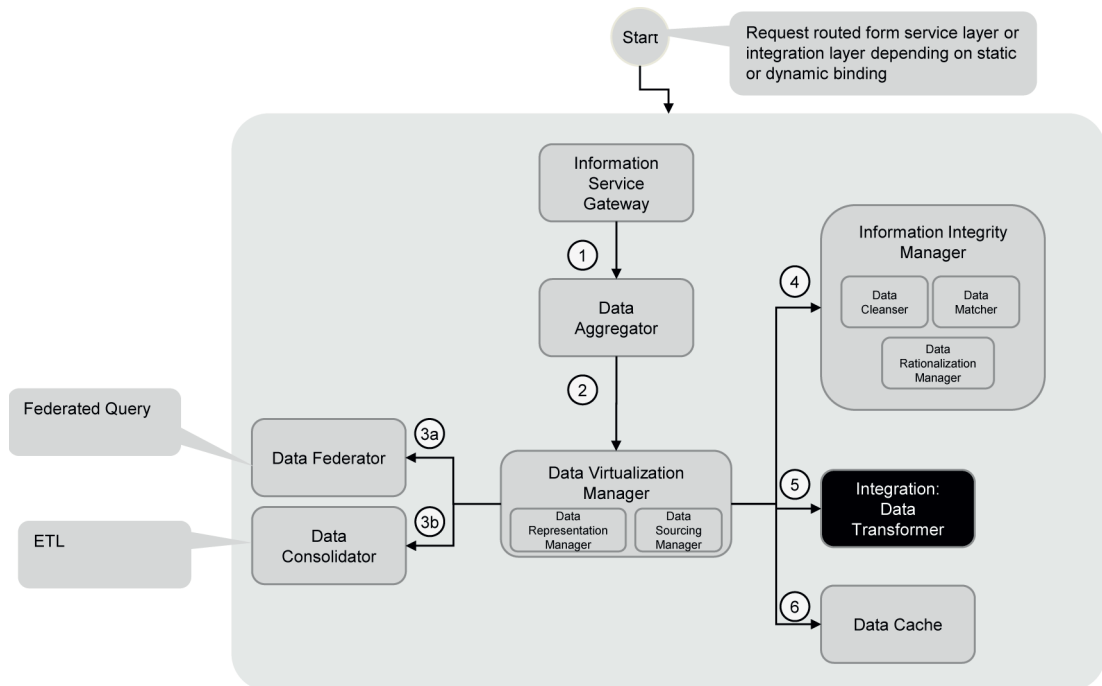 Start
Request routed form service layer or
integration layer depending on static
or dynamic binding
Information
Service
Gateway
1
Data
Aggregator
2
Information Integrity
Manager
Data
Cleanser
Data
Matcher
Data
Rationalization
Manager
4
Federated Query
3a
Data Federator
ETL
3b
Data
Consolidator
Data Virtualization
Manager
Data
Representation
Manager
Data
Sourcing
Manager
5
Integration:
Data
Transformer
6
Data Cache